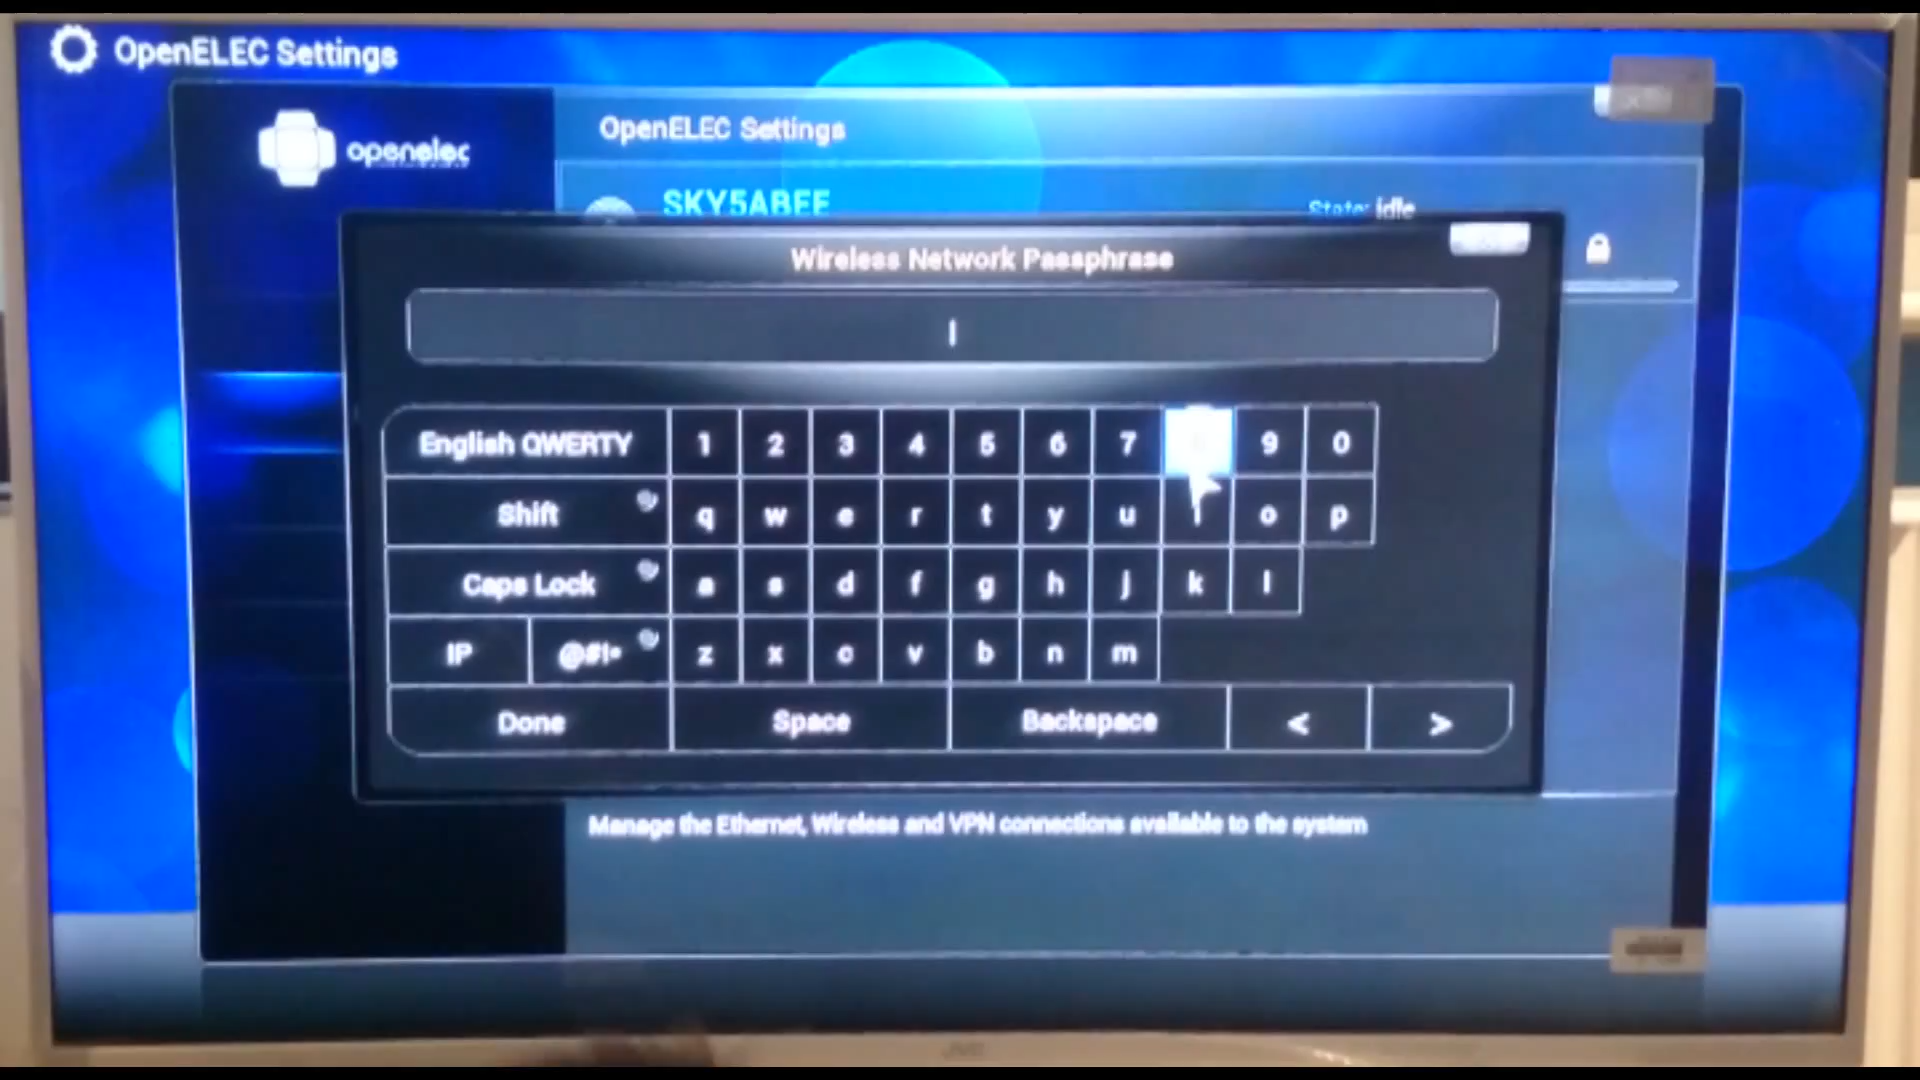 OpenELEC Settings
openelec
OpenELEC Settings
SKY5ABEE
State: idle
Wireless Network Passphrase
English QWERTY 1 2 3 4 5 6 7 9 0
Shift q w e r t y u i o p
Caps Lock a s d f g h j k l
IP @#!* z x c v b n m
Done Space Backspace < >
Manage the Ethernet, Wireless and VPN connections available to the system
JVC